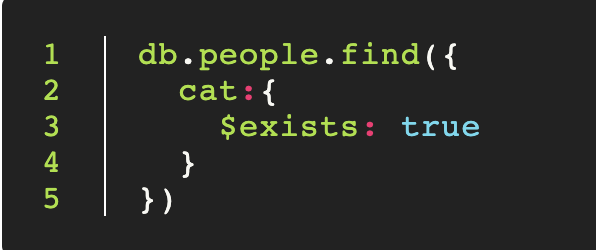 1 db.people.find({
2   cat:{
3     $exists: true
4   }
5 })